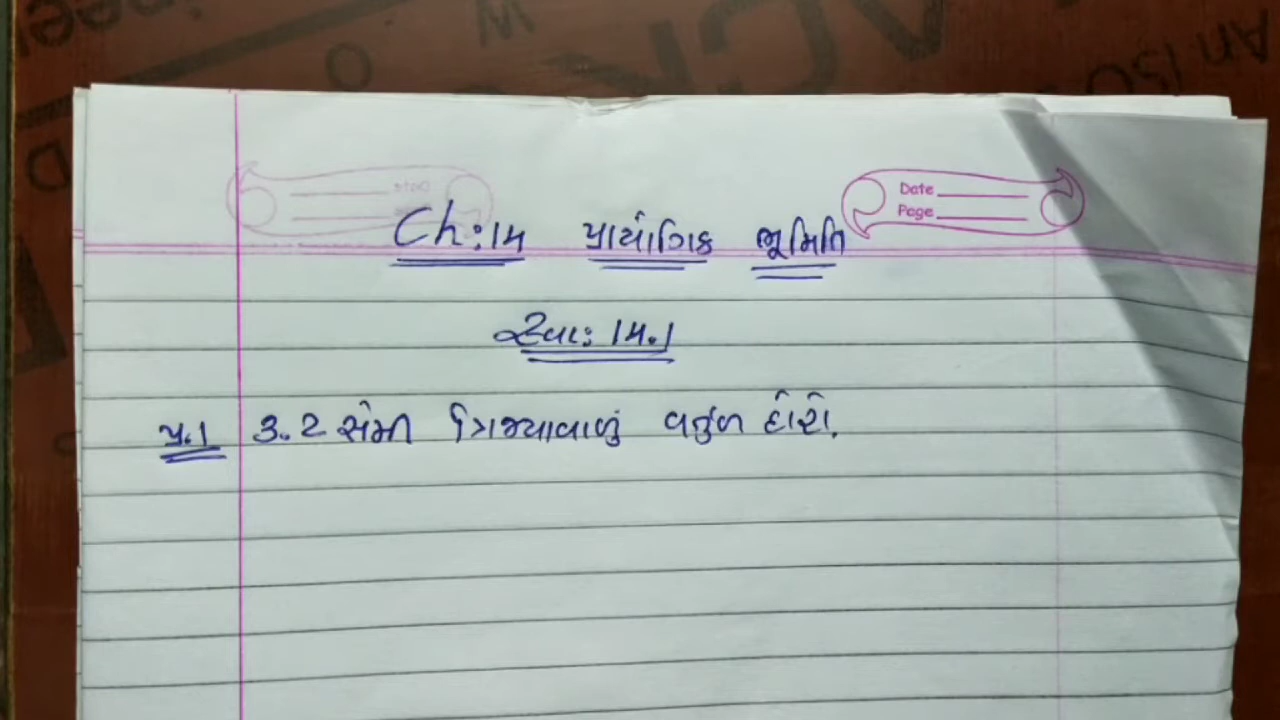 Date
Page
Ch:14 પ્રાયોગિક ભૂમિતિ
સ્વા: 14.1
પ્ર.1 3.2 સેમી ત્રિજ્યાવાળું વર્તુળ દોરો.